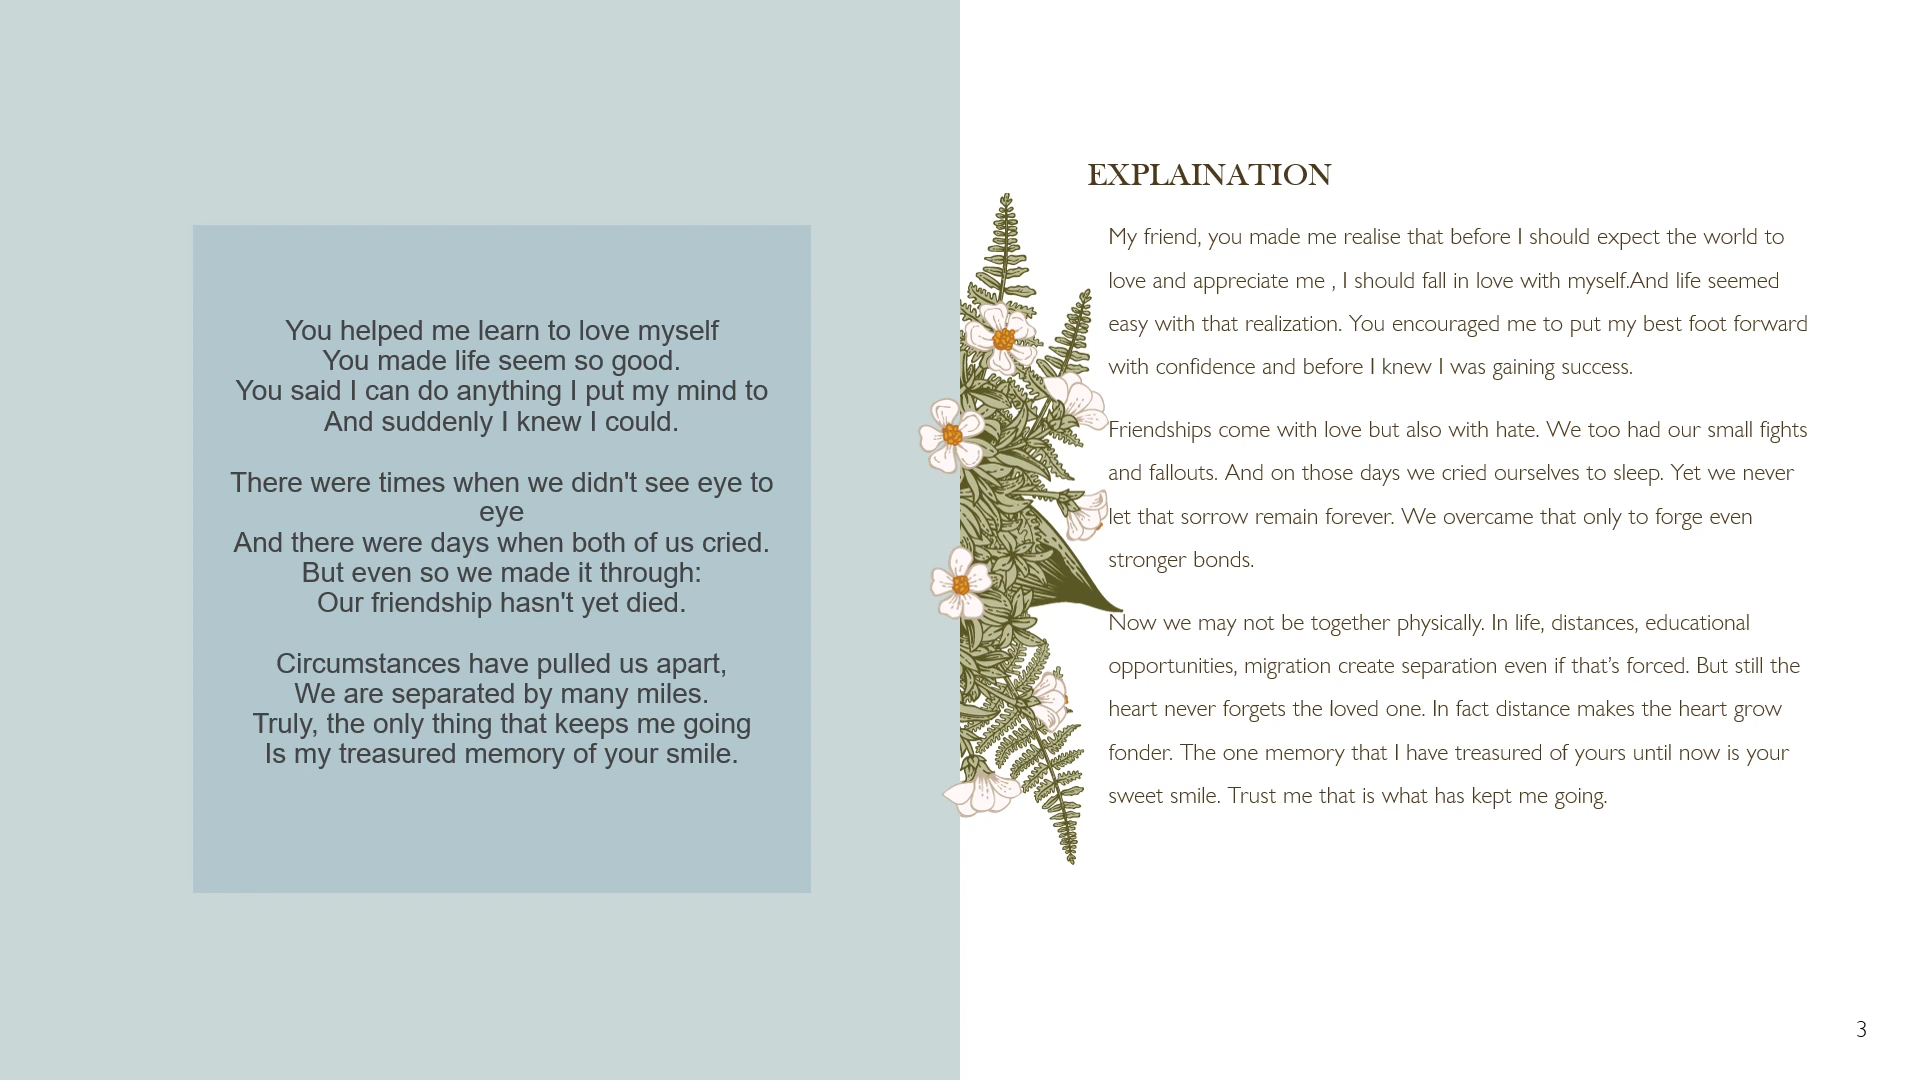 You helped me learn to love myself
You made life seem so good.
You said I can do anything I put my mind to
And suddenly I knew I could.
There were times when we didn't see eye to
eye
And there were days when both of us cried.
But even so we made it through:
Our friendship hasn't yet died.
Circumstances have pulled us apart,
We are separated by many miles.
Truly, the only thing that keeps me going
Is my treasured memory of your smile.
EXPLAINATION
My friend, you made me realise that before I should expect the world to
love and appreciate me , I should fall in love with myself.And life seemed
easy with that realization. You encouraged me to put my best foot forward
with confidence and before I knew I was gaining success.
Friendships come with love but also with hate. We too had our small fights
and fallouts. And on those days we cried ourselves to sleep. Yet we never
let that sorrow remain forever. We overcame that only to forge even
stronger bonds.
Now we may not be together physically. In life, distances, educational
opportunities, migration create separation even if that’s forced. But still the
heart never forgets the loved one. In fact distance makes the heart grow
fonder. The one memory that I have treasured of yours until now is your
sweet smile. Trust me that is what has kept me going.
3